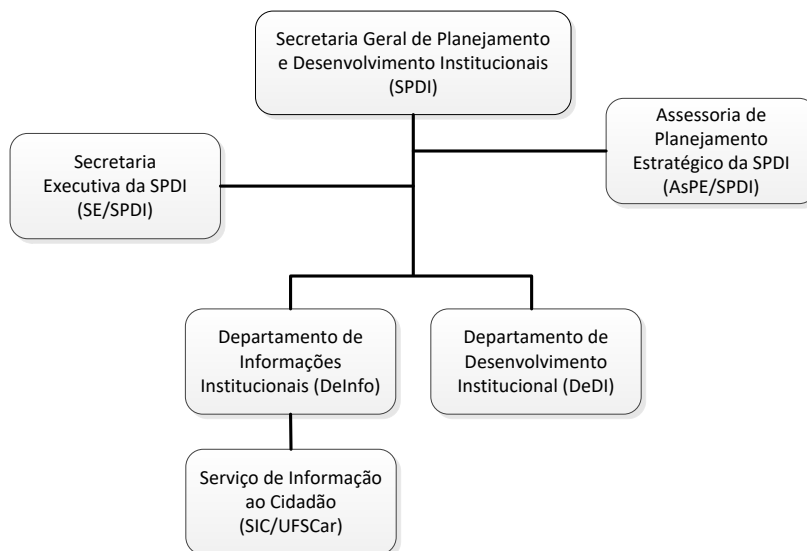 Secretaria Geral de Planejamento
e Desenvolvimento Institucionais
(SPDI)
Assessoria de
Planejamento
Estratégico da SPDI
(AsPE/SPDI)
Secretaria
Executiva da SPDI
(SE/SPDI)
Departamento de
Informações
Institucionais (DeInfo)
Departamento de
Desenvolvimento
Institucional (DeDI)
Serviço de Informação
ao Cidadão
(SIC/UFSCar)